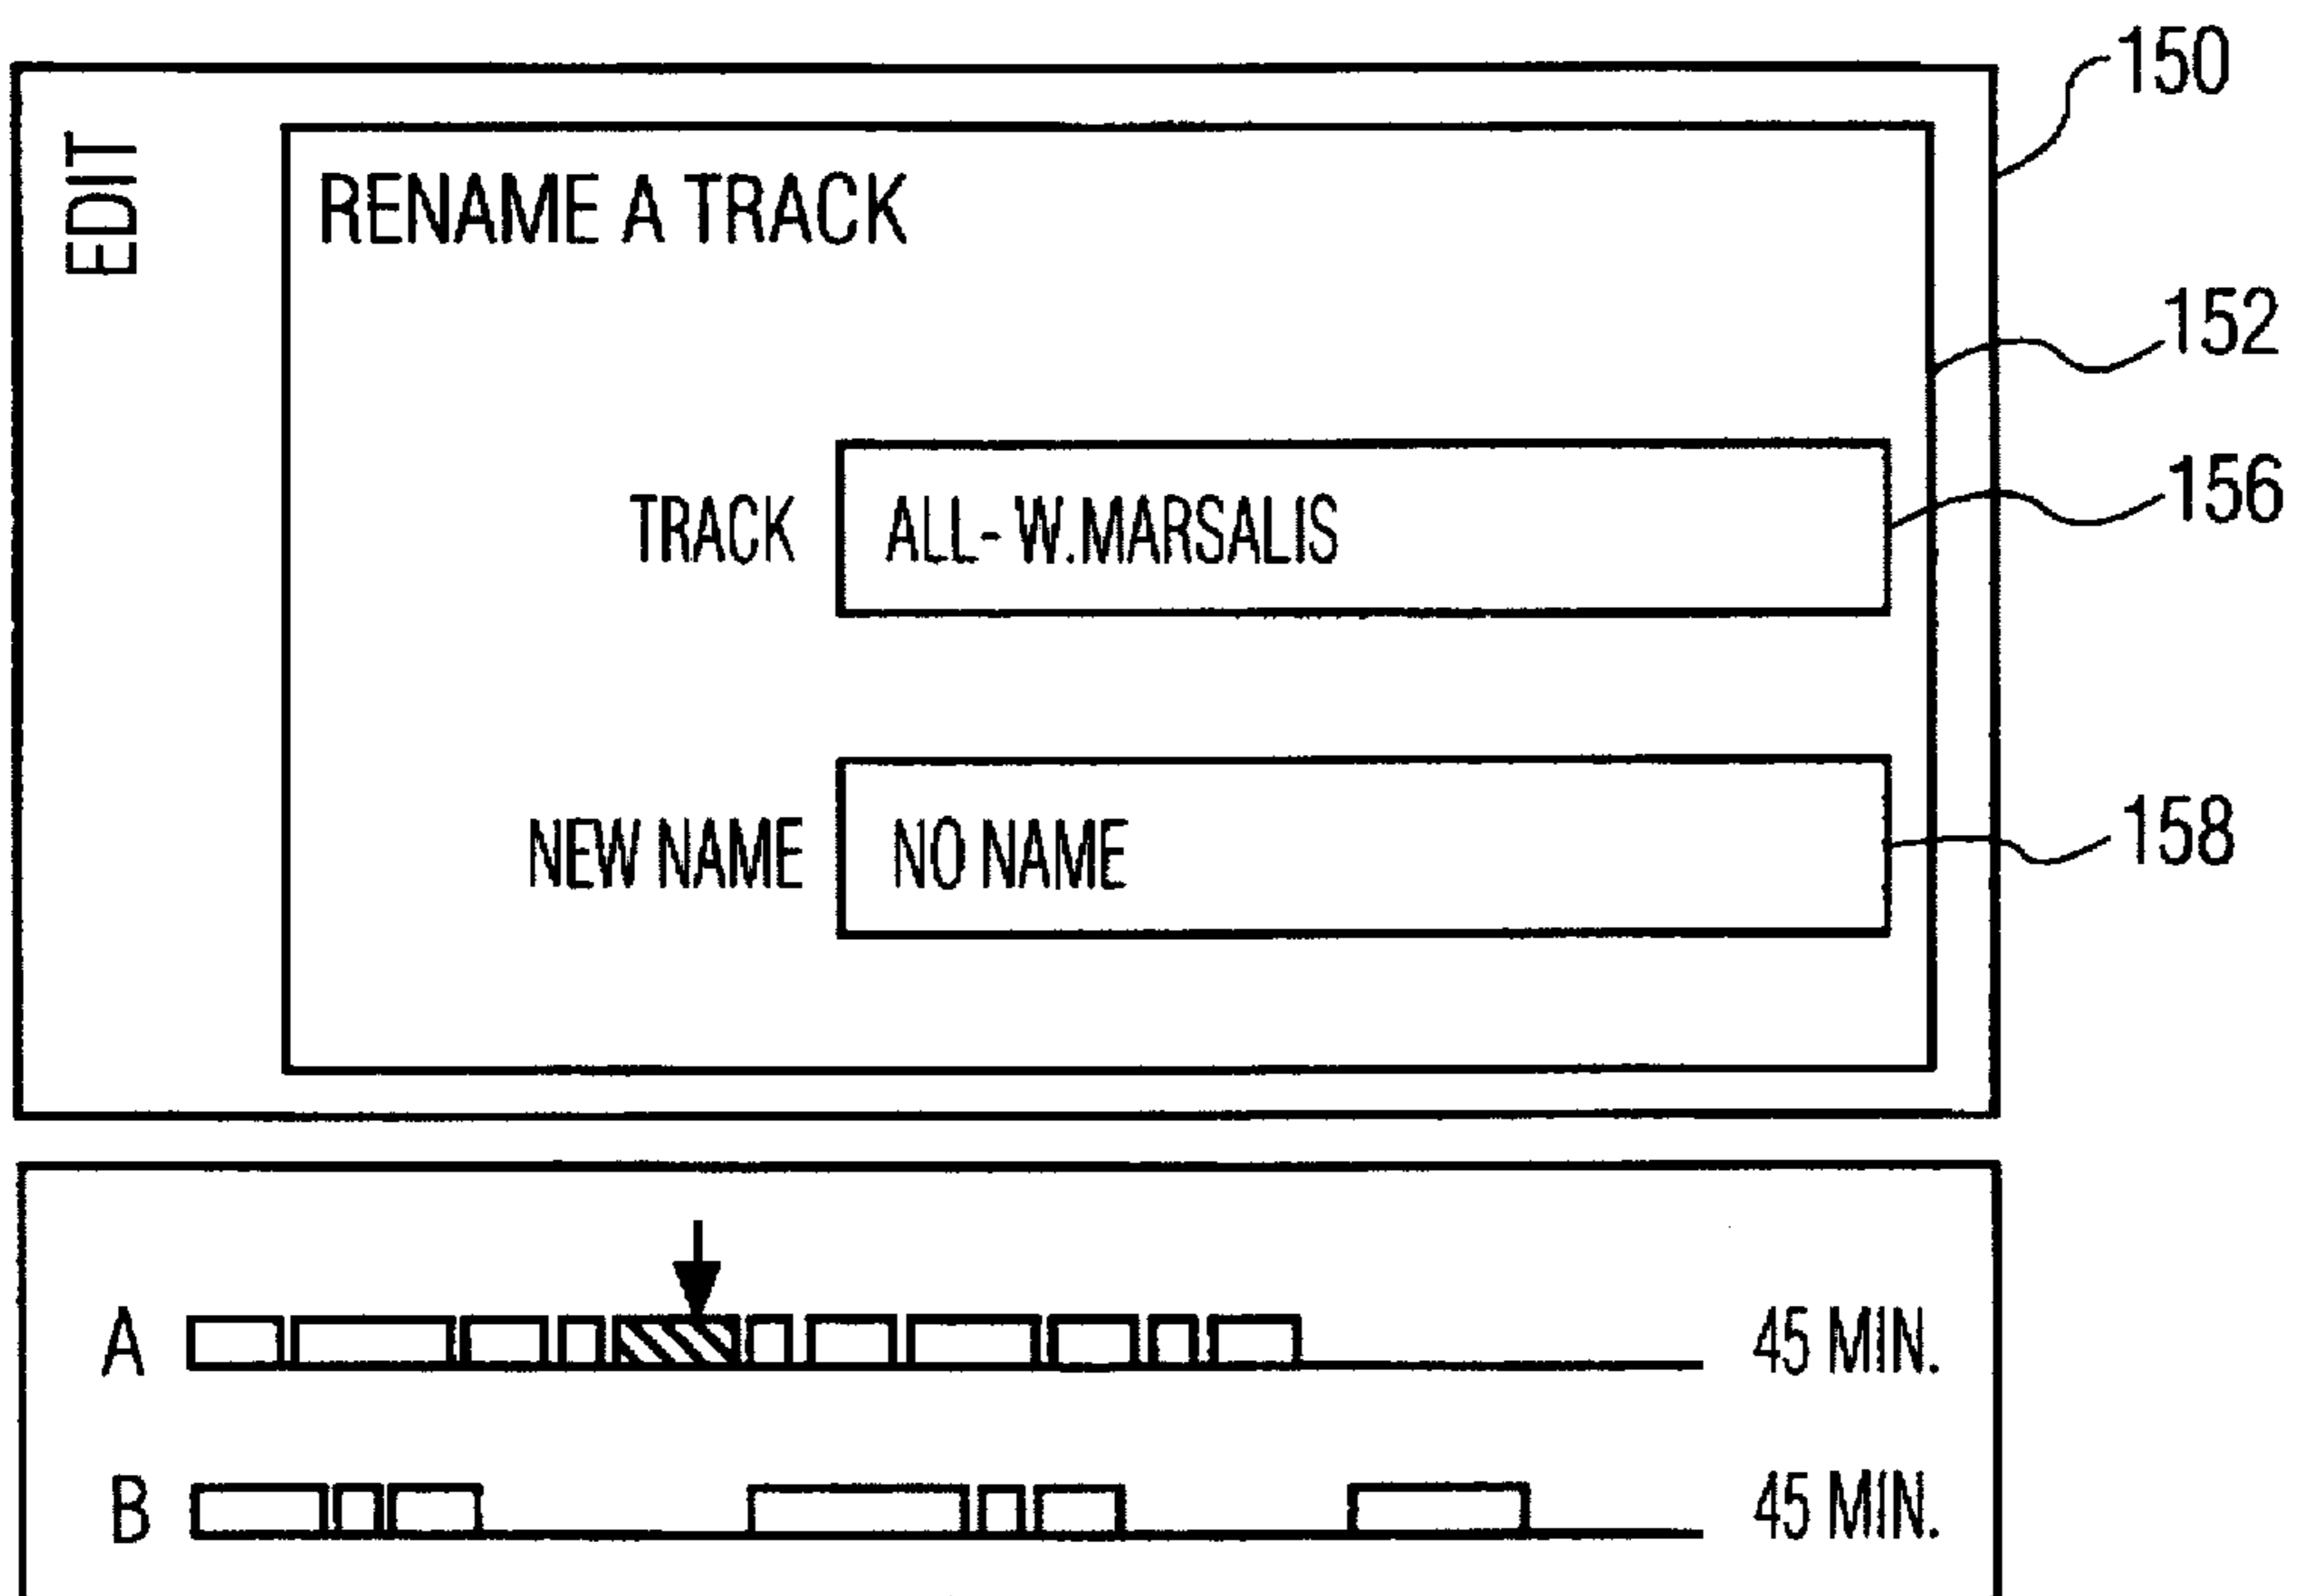 150
EDIT
RENAME A TRACK
152
TRACK ALL- W.MARSALIS 156
NEW NAME NO NAME 158
A 45 MIN.
B 45 MIN.